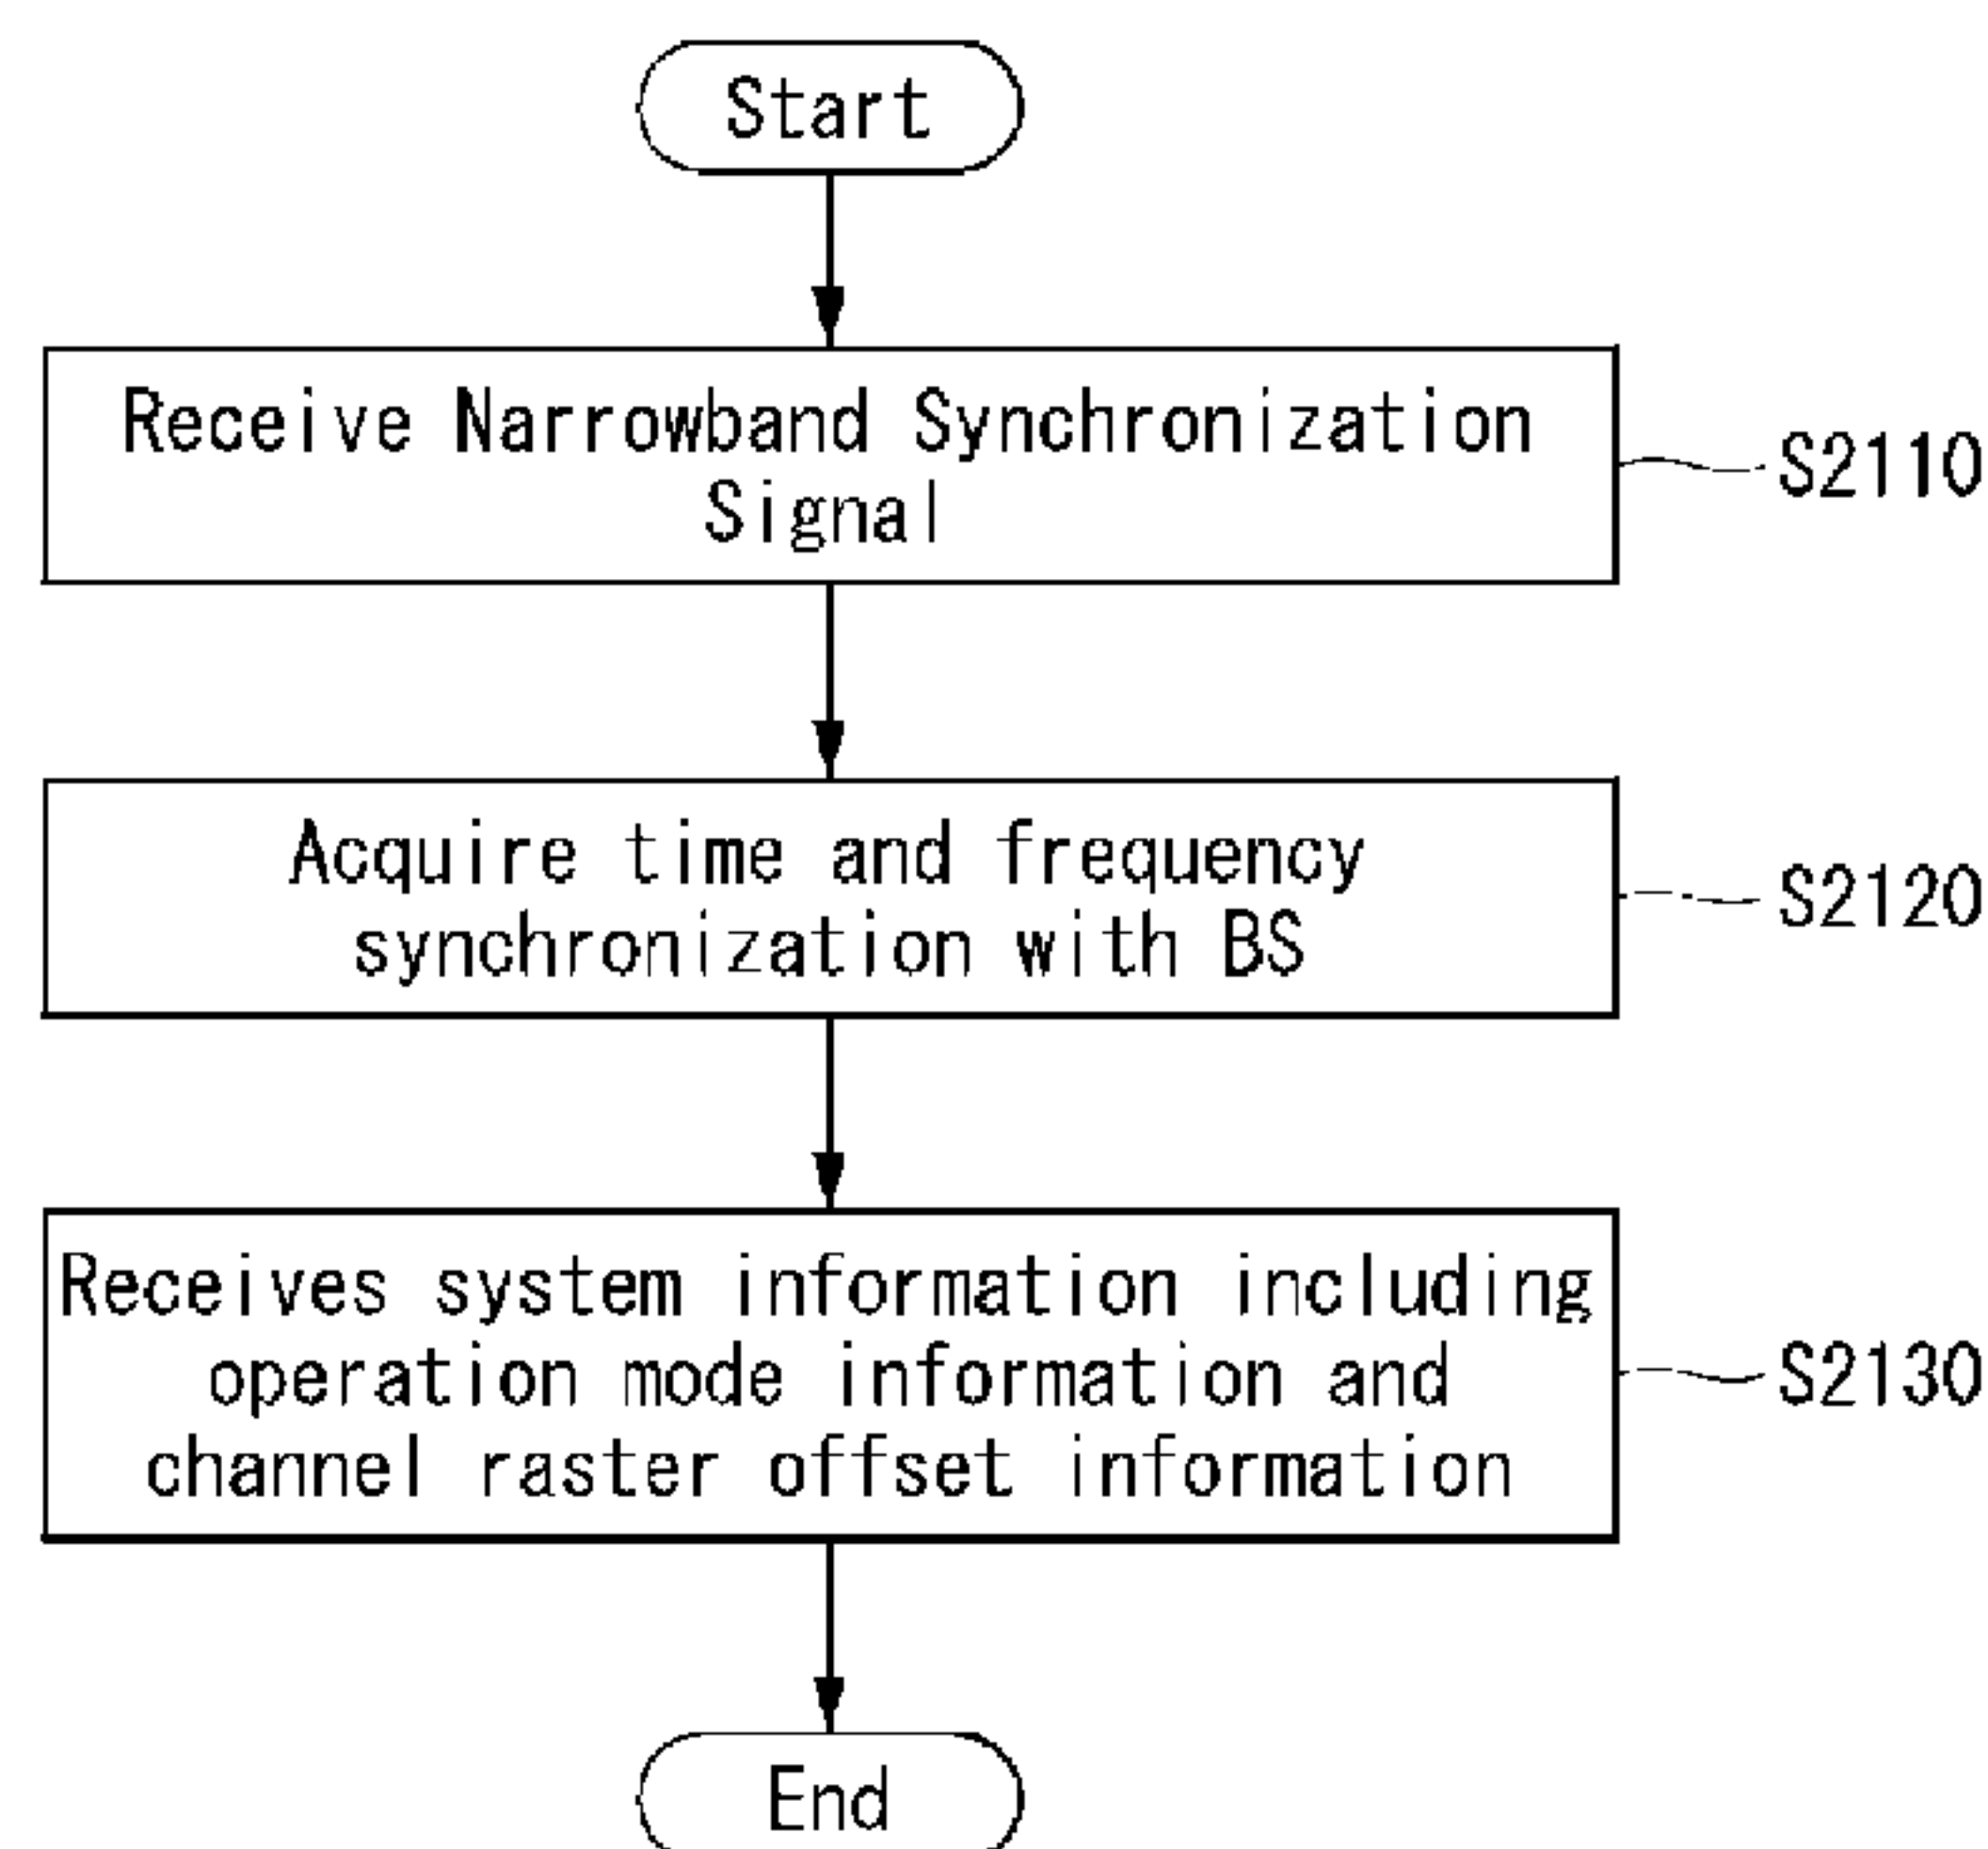 Start
Receive Narrowband Synchronization
Signal
S2110
Acquire time and frequency
synchronization with BS
S2120
Receives system information including
operation mode information and
channel raster offset information
S2130
End